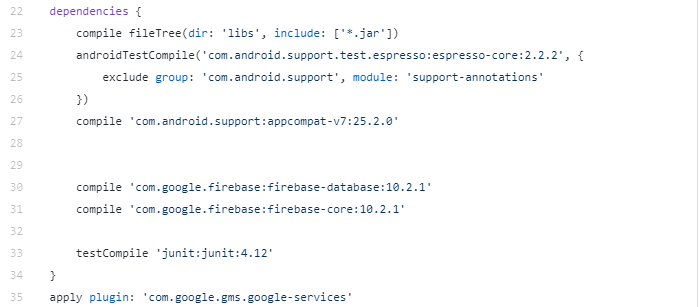 22 dependencies {
23 compile fileTree(dir: 'libs', include: ['*.jar'])
24 androidTestCompile('com.android.support.test.espresso:espresso-core:2.2.2', {
25 exclude group: 'com.android.support', module: 'support-annotations'
26 })
27 compile 'com.android.support:appcompat-v7:25.2.0'
28
29
30 compile 'com.google.firebase:firebase-database:10.2.1'
31 compile 'com.google.firebase:firebase-core:10.2.1'
32
33 testCompile 'junit:junit:4.12'
34 }
35 apply plugin: 'com.google.gms.google-services'